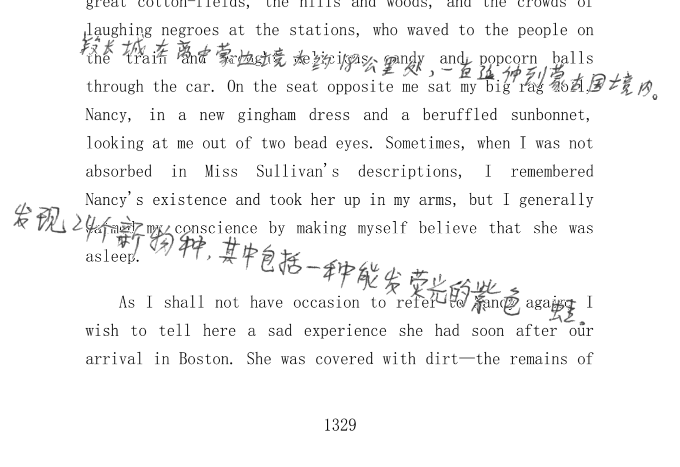 great cotton-fields, the hills and woods, and the crowds of
laughing negroes at the stations, who waved to the people on
段长城在离中蒙边境大约 公里处，一直延伸到蒙古国境内。
the train and delicious candy and popcorn balls
through the car. On the seat opposite me sat my big rag doll,
Nancy, in a new gingham dress and a beruffled sunbonnet,
looking at me out of two bead eyes. Sometimes, when I was not
absorbed in Miss Sullivan's descriptions, I remembered
Nancy's existence and took her up in my arms, but I generally
发现24个新物种，其中包括一种能发荧光的紫色 蛙。
my conscience by making myself believe that she was
asleep.
As I shall not have occasion to refer to Nancy again, I
wish to tell here a sad experience she had soon after our
arrival in Boston. She was covered with dirt—the remains of
1329